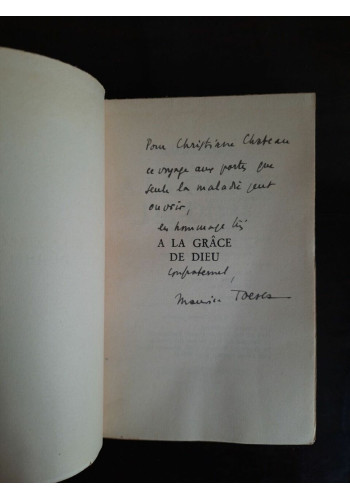 Pour Christiane Chateau
ce voyage aux portes que
seule la maladie peut
ouvrir,
en hommage très
A LA GRÂCE
DE DIEU
confraternel,
Maurice Toesca